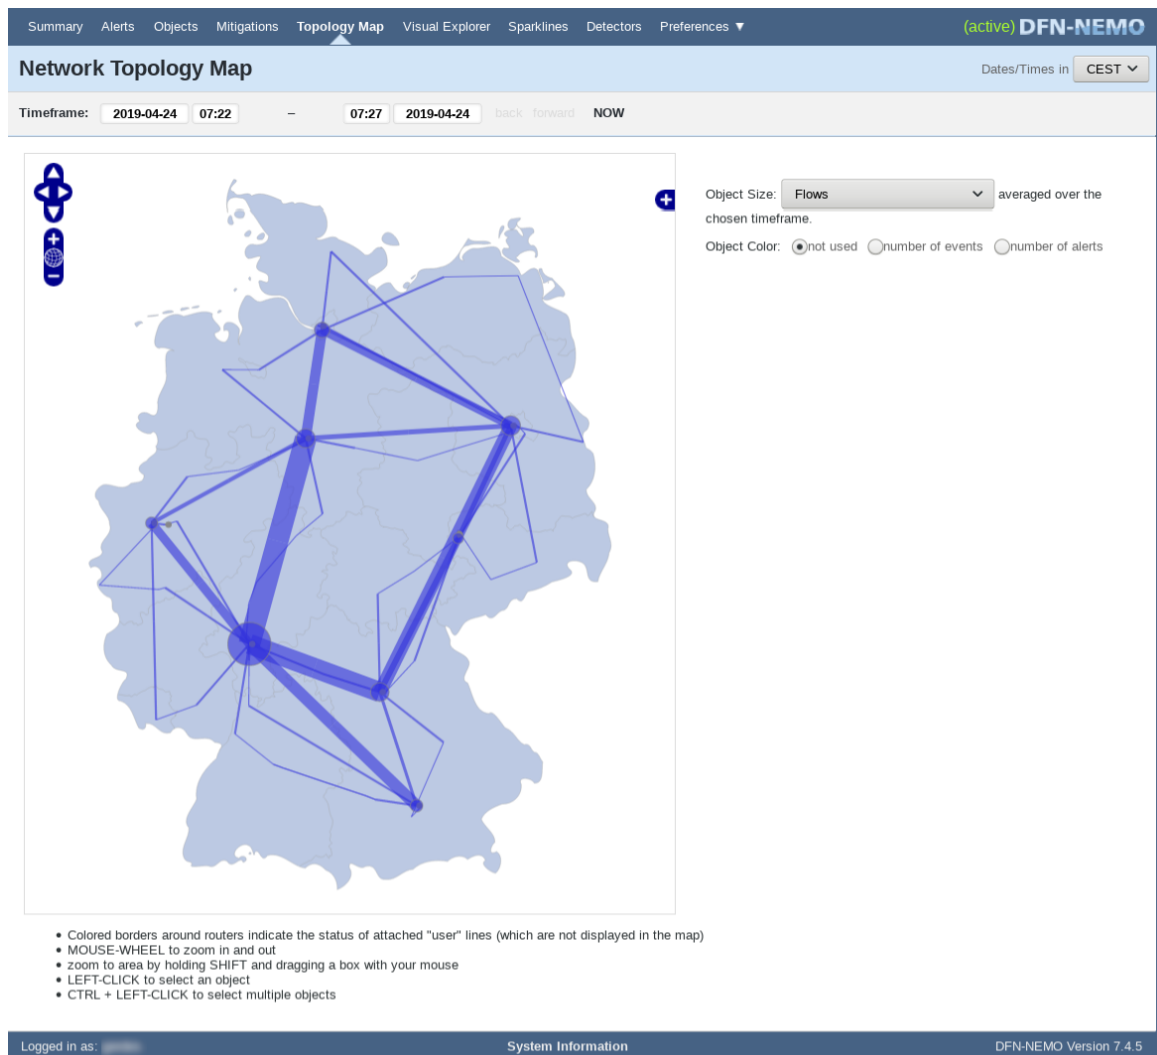 Summary Alerts Objects Mitigations Topology Map Visual Explorer Sparklines Detectors Preferences ▼ (active) DFN-NEMO
Network Topology Map Dates/Times in CEST
Timeframe: 2019-04-24 07:22 – 07:27 2019-04-24 back forward NOW
Object Size: Flows averaged over the
chosen timeframe.
Object Color: not used number of events number of alerts
• Colored borders around routers indicate the status of attached "user" lines (which are not displayed in the map)
• MOUSE-WHEEL to zoom in and out
• zoom to area by holding SHIFT and dragging a box with your mouse
• LEFT-CLICK to select an object
• CTRL + LEFT-CLICK to select multiple objects
Logged in as: System Information DFN-NEMO Version 7.4.5